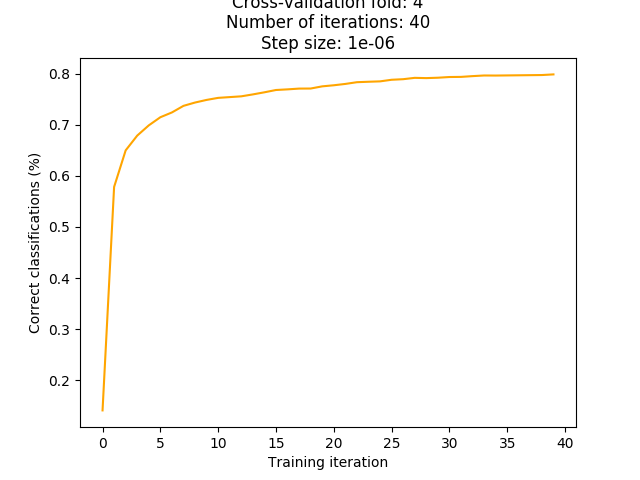 Cross-validation fold: 4
Number of iterations: 40
Step size: 1e-06
0.8
0.7
0.6
0.5
0.4
0.3
0.2
Correct classifications (%)
0 5 10 15 20 25 30 35 40
Training iteration